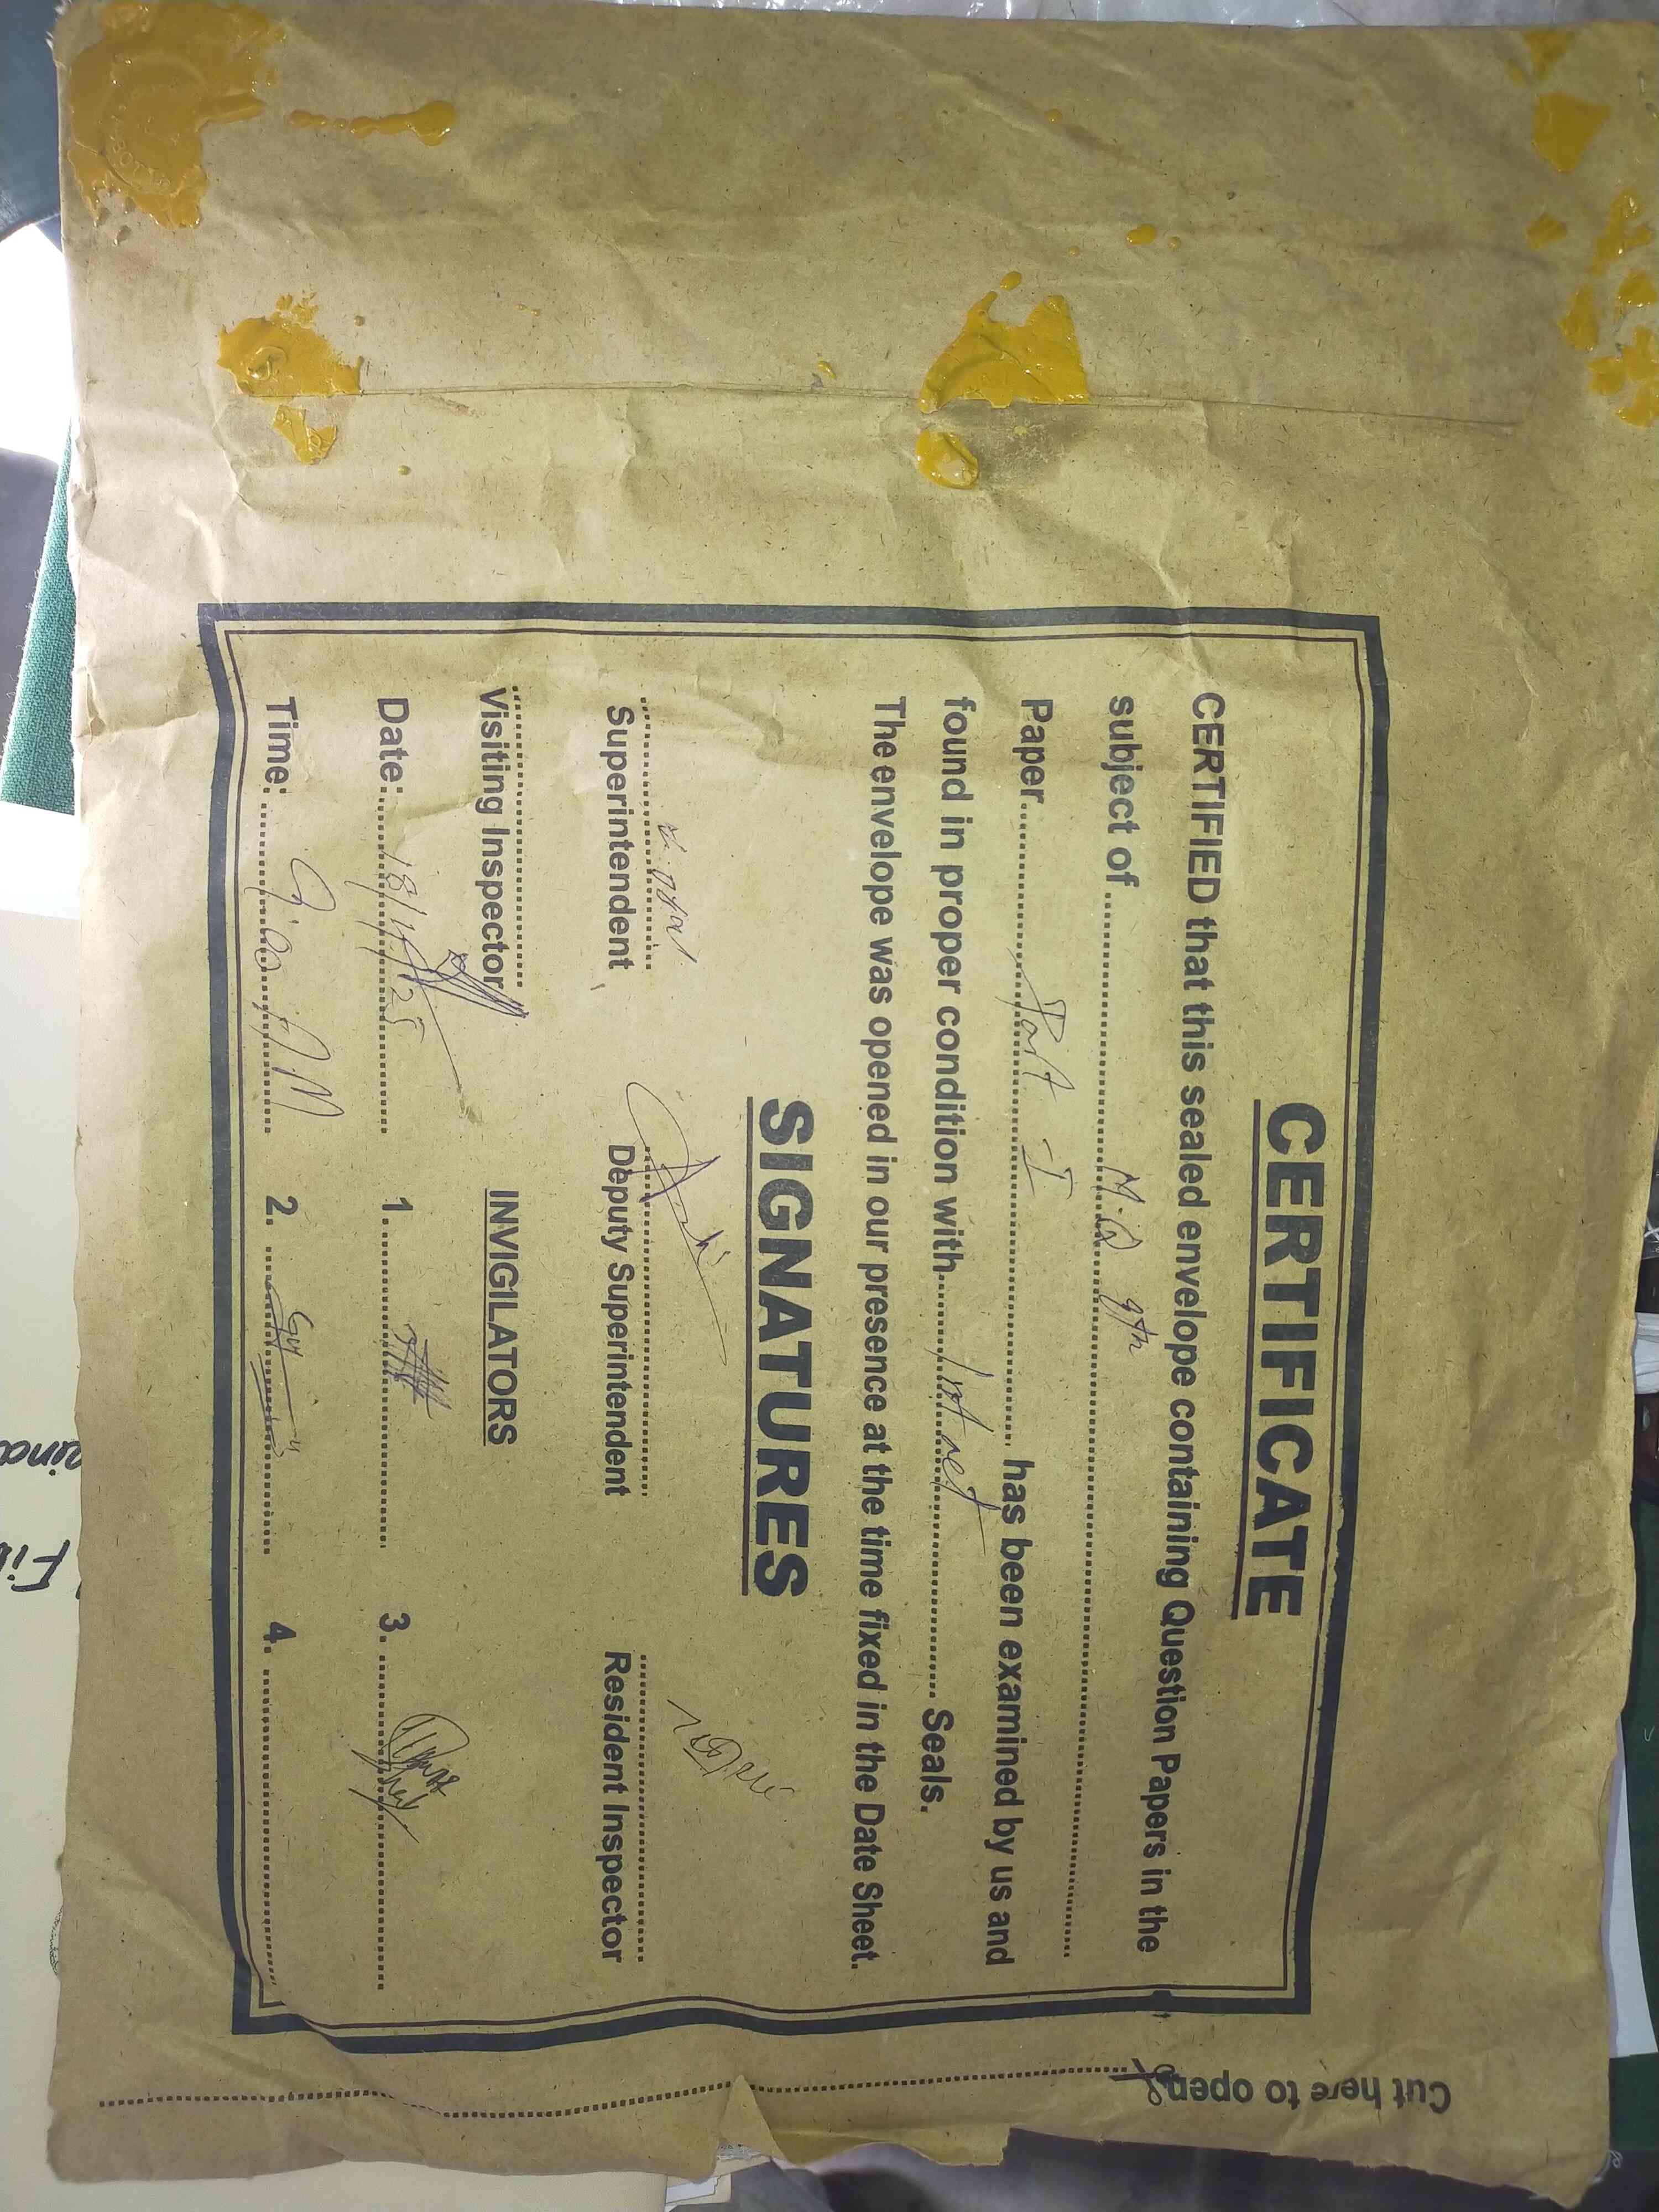 CERTIFICATE
CERTIFIED that this sealed envelope containing Question Papers in the
subject of M.Q 9th
Paper Part - I has been examined by us and
found in proper condition with Intact Seals.
The envelope was opened in our presence at the time fixed in the Date Sheet.
SIGNATURES
Superintendent Deputy Superintendent Resident Inspector
Visiting Inspector INVIGILATORS
Date: 1. 3.
Time: 9:00 AM 2. 4.
Cut here to open